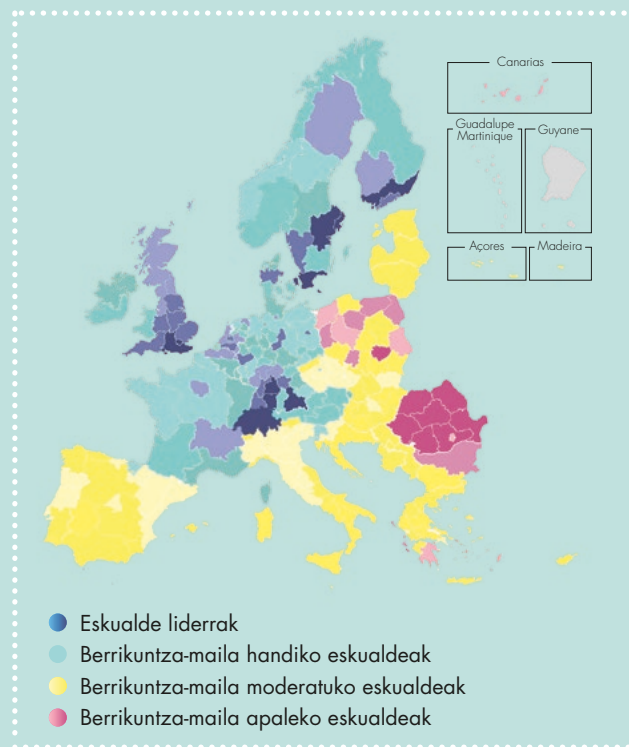 Canarias
Guadalupe
Martinique
Guyane
Açores
Madeira
Eskualde liderrak
Berrikuntza-maila handiko eskualdeak
Berrikuntza-maila moderatuko eskualdeak
Berrikuntza-maila apaleko eskualdeak